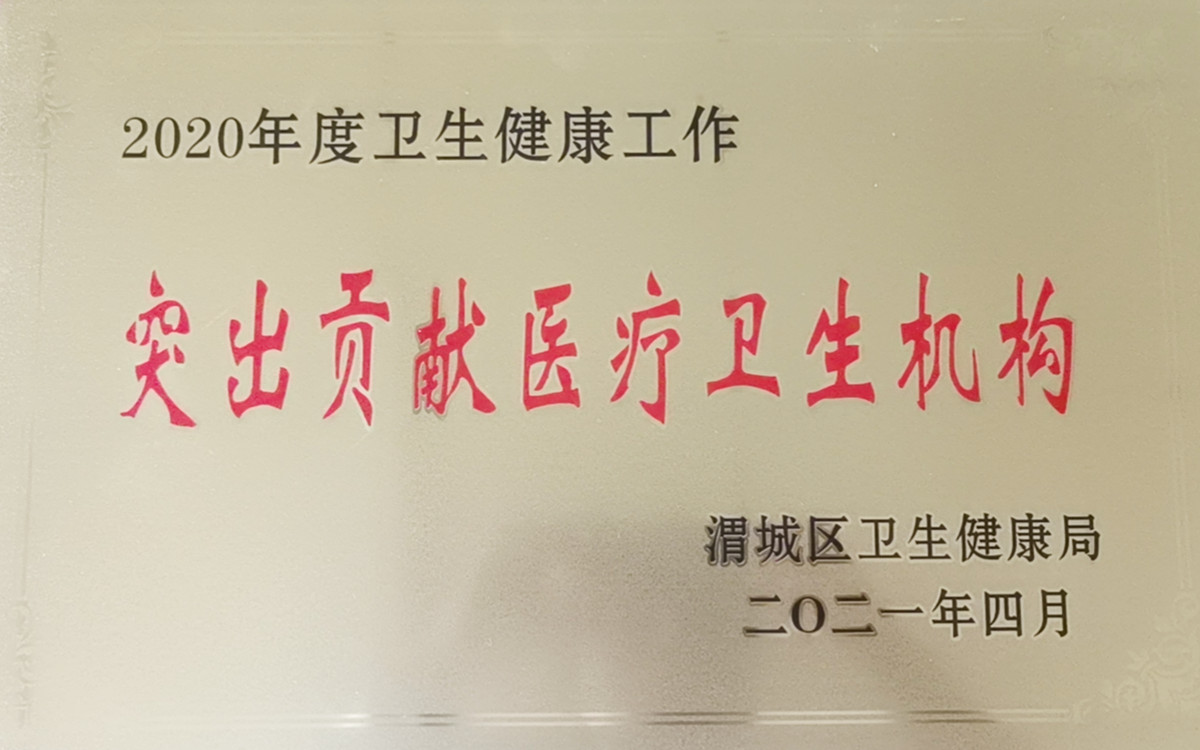 2020年度卫生健康工作
突出贡献医疗卫生机构
渭城区卫生健康局
二O二一年四月